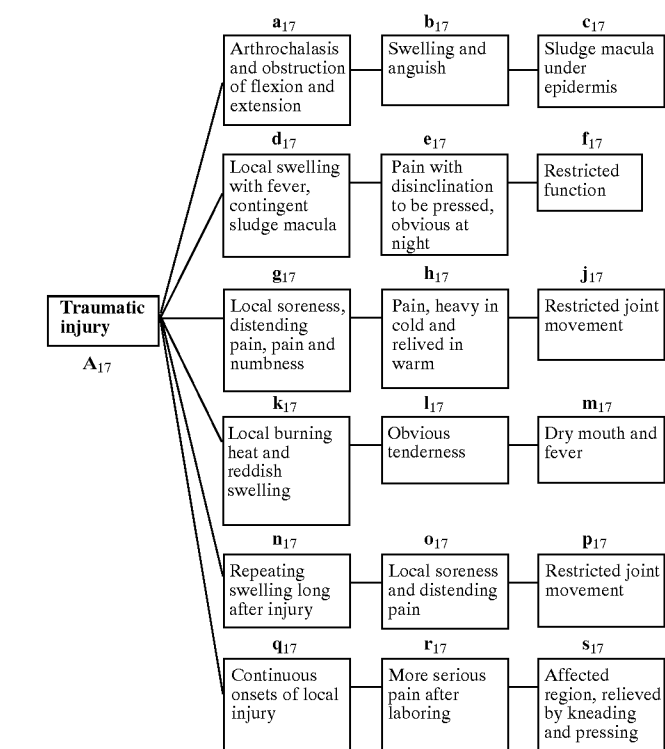 a17
Arthrochalasis
and obstruction
of flexion and
extension
b17
Swelling and
anguish
c17
Sludge macula
under
epidermis
d17
Local swelling
with fever,
contingent
sludge macula
e17
Pain with
disinclination
to be pressed,
obvious at
night
f17
Restricted
function
Traumatic
injury
A17
g17
Local soreness,
distending
pain, pain and
numbness
h17
Pain, heavy in
cold and
relived in
warm
j17
Restricted joint
movement
k17
Local burning
heat and
reddish
swelling
l17
Obvious
tenderness
m17
Dry mouth and
fever
n17
Repeating
swelling long
after injury
o17
Local soreness
and distending
pain
p17
Restricted joint
movement
q17
Continuous
onsets of local
injury
r17
More serious
pain after
laboring
s17
Affected
region, relieved
by kneading
and pressing